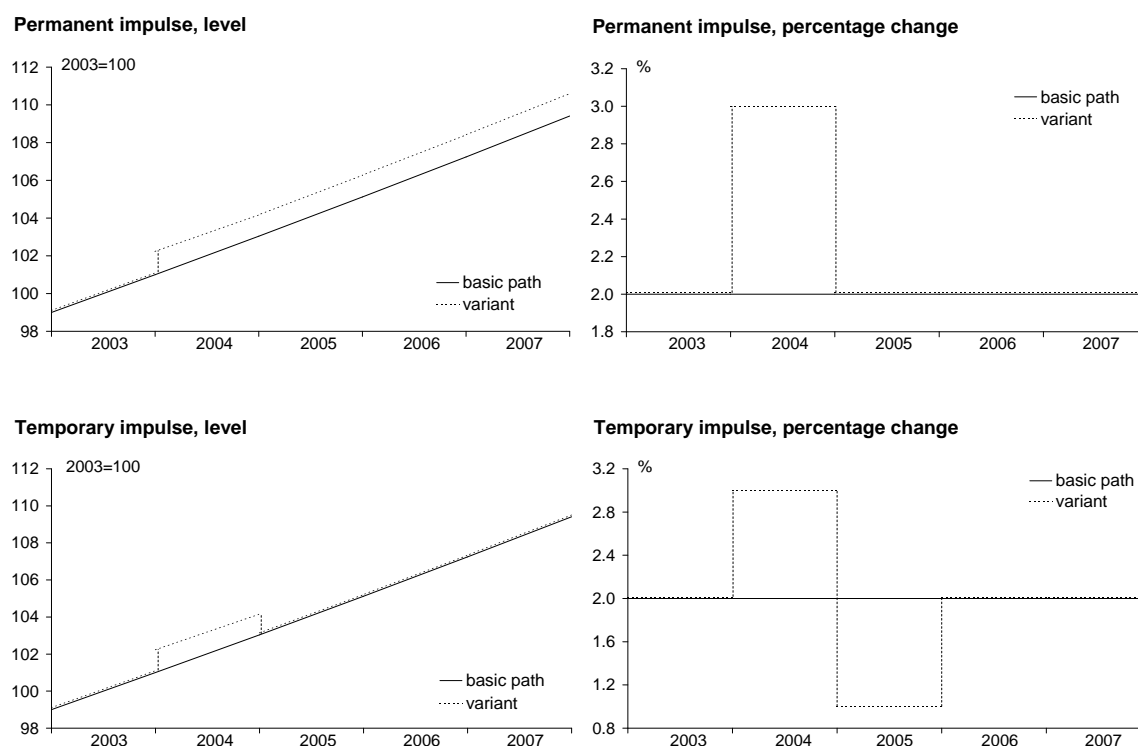 Permanent impulse, level
2003=100
112
110
108
106
104
102
100
98
basic path
variant
2003 2004 2005 2006 2007
Permanent impulse, percentage change
%
3.2
3.0
2.8
2.6
2.4
2.2
2.0
1.8
basic path
variant
2003 2004 2005 2006 2007
Temporary impulse, level
2003=100
112
110
108
106
104
102
100
98
basic path
variant
2003 2004 2005 2006 2007
Temporary impulse, percentage change
%
3.2
2.8
2.4
2.0
1.6
1.2
0.8
basic path
variant
2003 2004 2005 2006 2007